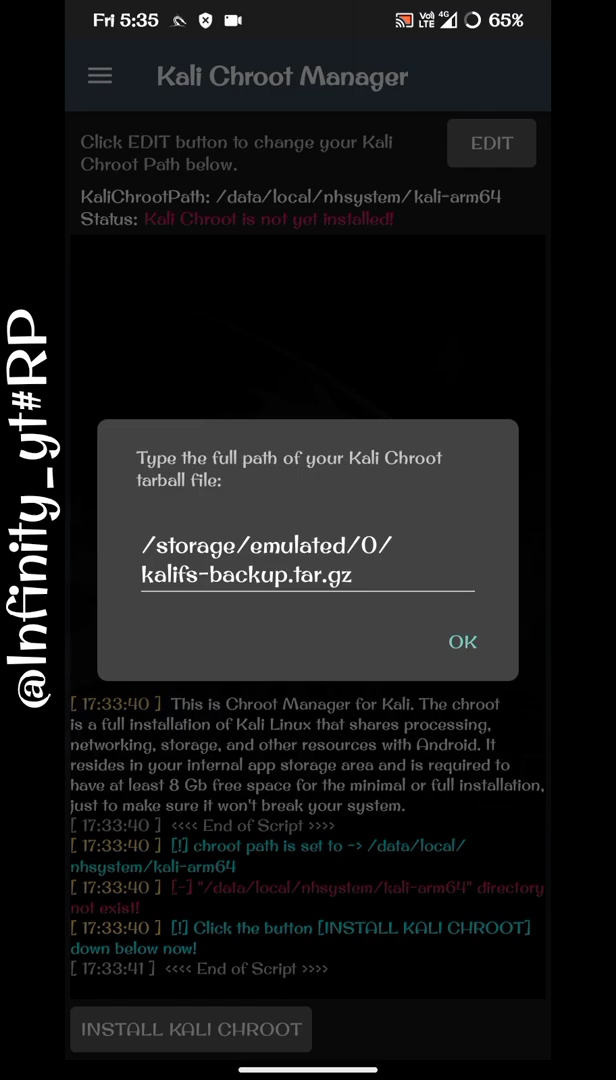 Fri 5:35
Vo) LTE 4G 65%
Kali Chroot Manager
Click EDIT button to change your Kali
Chroot Path below.
EDIT
KaliChrootPath: /data/local/nhsystem/kali-arm64
Status: Kali Chroot is not yet installed!
@Infinity_yt#RP
Type the full path of your Kali Chroot
tarball file:
/storage/emulated/0/
kalifs-backup.tar.gz
OK
[ 17:33:40 ] This is Chroot Manager for Kali. The chroot
is a full installation of Kali Linux that shares processing,
networking, storage, and other resources with Android. It
resides in your internal app storage area and is required to
have at least 8 Gb free space for the minimal or full installation,
just to make sure it won't break your system.
[ 17:33:40 ] <<<< End of Script >>>>
[ 17:33:40 ] [!] chroot path is set to -> /data/local/
nhsystem/kali-arm64
[ 17:33:40 ] [-] "/data/local/nhsystem/kali-arm64" directory
not exist!
[ 17:33:40 ] [!] Click the button [INSTALL KALI CHROOT]
down below now!
[ 17:33:41 ] <<<< End of Script >>>>
INSTALL KALI CHROOT